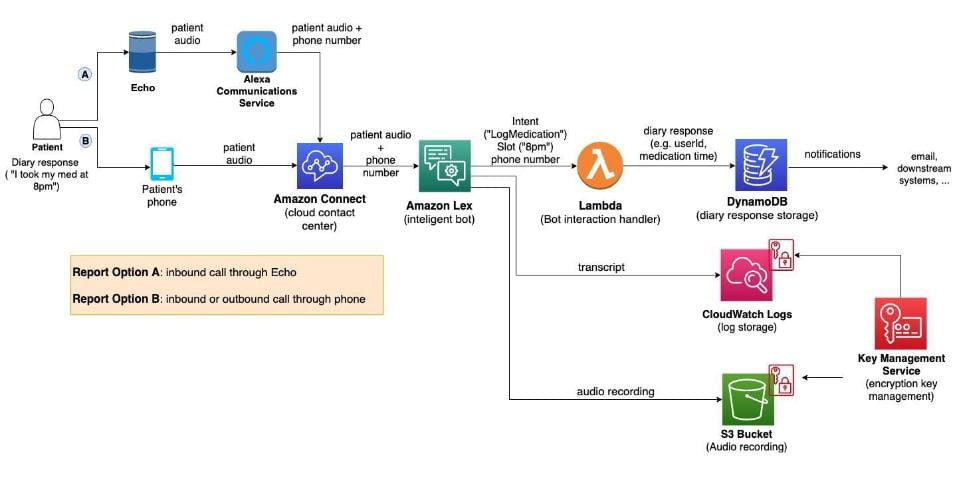 patient
audio
patient audio +
phone number
A
Echo
Alexa
Communications
Service
B
Patient
Diary response
( "I took my med at
8pm")
patient
audio
Patient's
phone
Amazon Connect
(cloud contact
center)
patient audio
+
phone
number
Amazon Lex
(inteligent bot)
Intent
("LogMedication")
Slot ("8pm")
phone number
Lambda
(Bot interaction handler)
diary response
(e.g. userId,
medication time)
DynamoDB
(diary response storage)
notifications
email,
downstream
systems, ...
Report Option A: inbound call through Echo
Report Option B: inbound or outbound call through phone
transcript
CloudWatch Logs
(log storage)
Key Management
Service
(encryption key
management)
audio recording
S3 Bucket
(Audio recording)